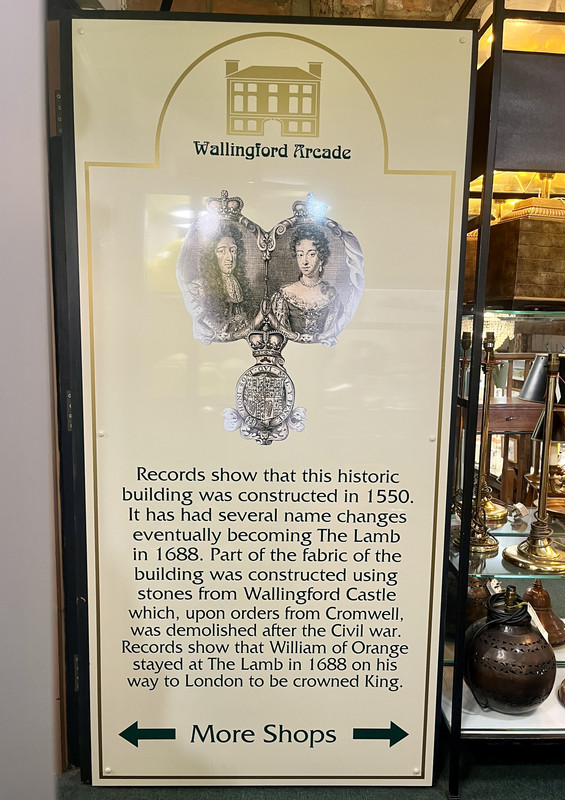 Wallingford Arcade
Records show that this historic
building was constructed in 1550.
It has had several name changes
eventually becoming The Lamb
in 1688. Part of the fabric of the
building was constructed using
stones from Wallingford Castle
which, upon orders from Cromwell,
was demolished after the Civil war.
Records show that William of Orange
stayed at The Lamb in 1688 on his
way to London to be crowned King.
More Shops